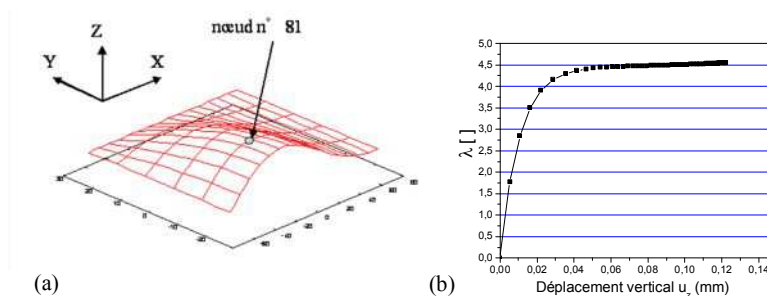 nœud n° 81
Z
Y
X
(a)
5,0
4,5
4,0
3,5
3,0
2,5
2,0
1,5
1,0
0,5
0,0
λ [ ]
0,00 0,02 0,04 0,06 0,08 0,10 0,12 0,14
Déplacement vertical u_z (mm)
(b)